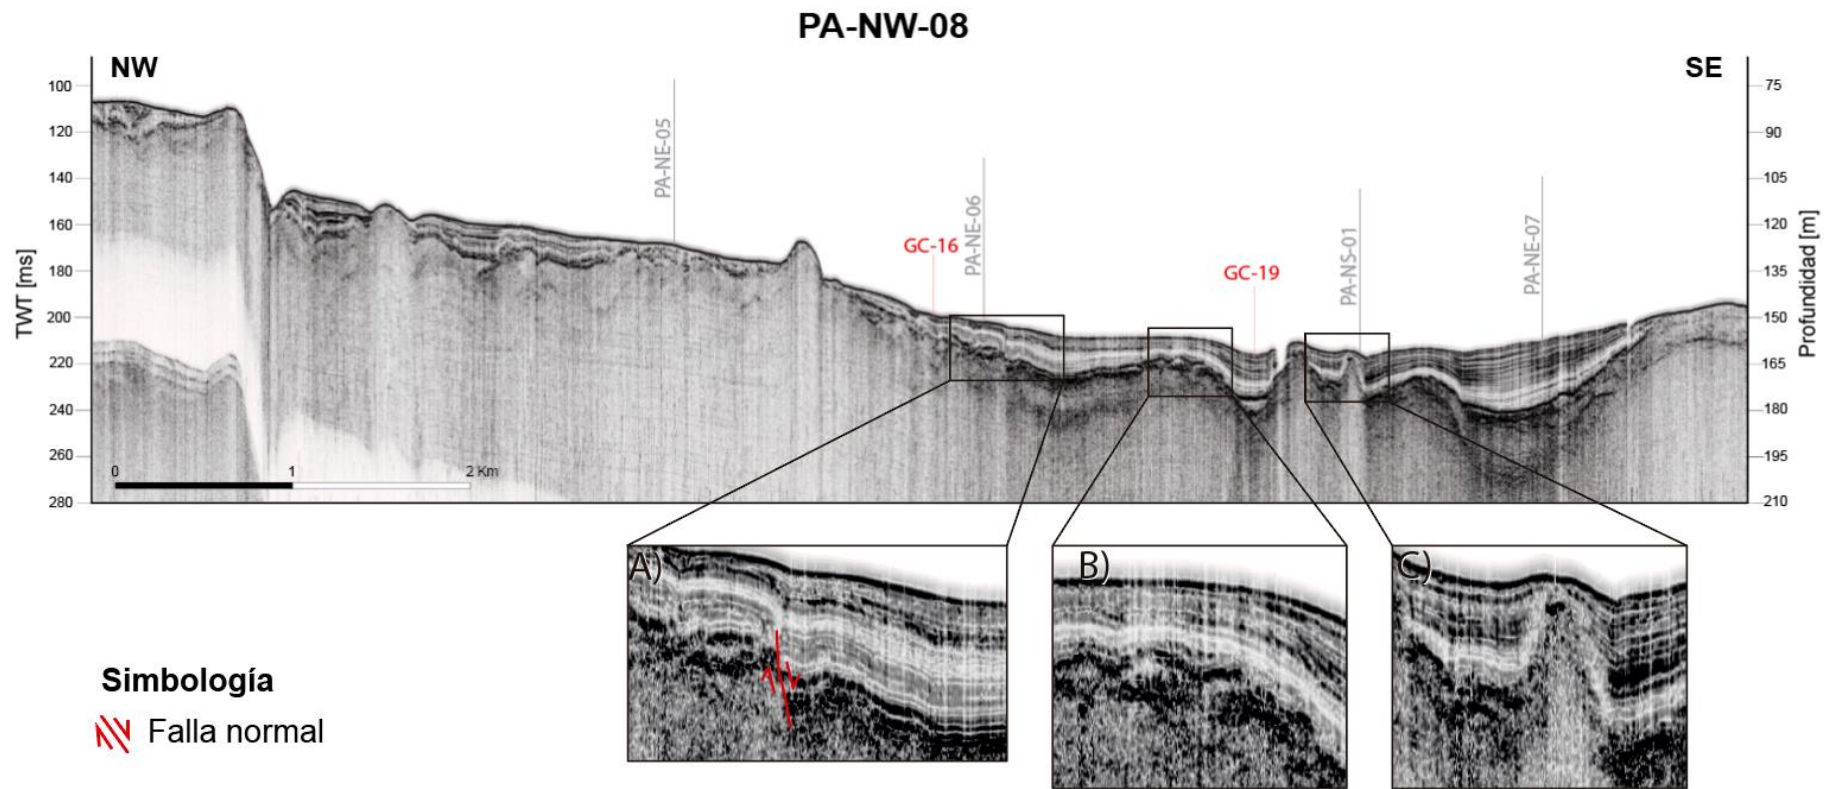 PA-NW-08
NW
SE
100
120
140
160
180
200
220
240
260
280
TWT [ms]
75
90
105
120
135
150
165
180
195
210
Profundidad [m]
PA-NE-05
GC-16
PA-NE-06
GC-19
PA-NS-01
PA-NE-07
0 1 2 Km
A)
B)
C)
Simbología
Falla normal